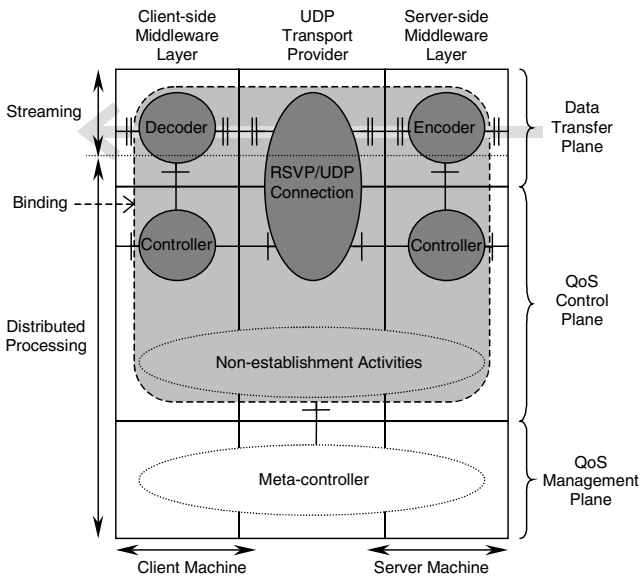 Client-side
Middleware
Layer
UDP
Transport
Provider
Server-side
Middleware
Layer
Streaming
Decoder
Encoder
Data
Transfer
Plane
RSVP/UDP
Connection
Binding
Controller
Controller
QoS
Control
Plane
Distributed
Processing
Non-establishment Activities
Meta-controller
QoS
Management
Plane
Client Machine
Server Machine